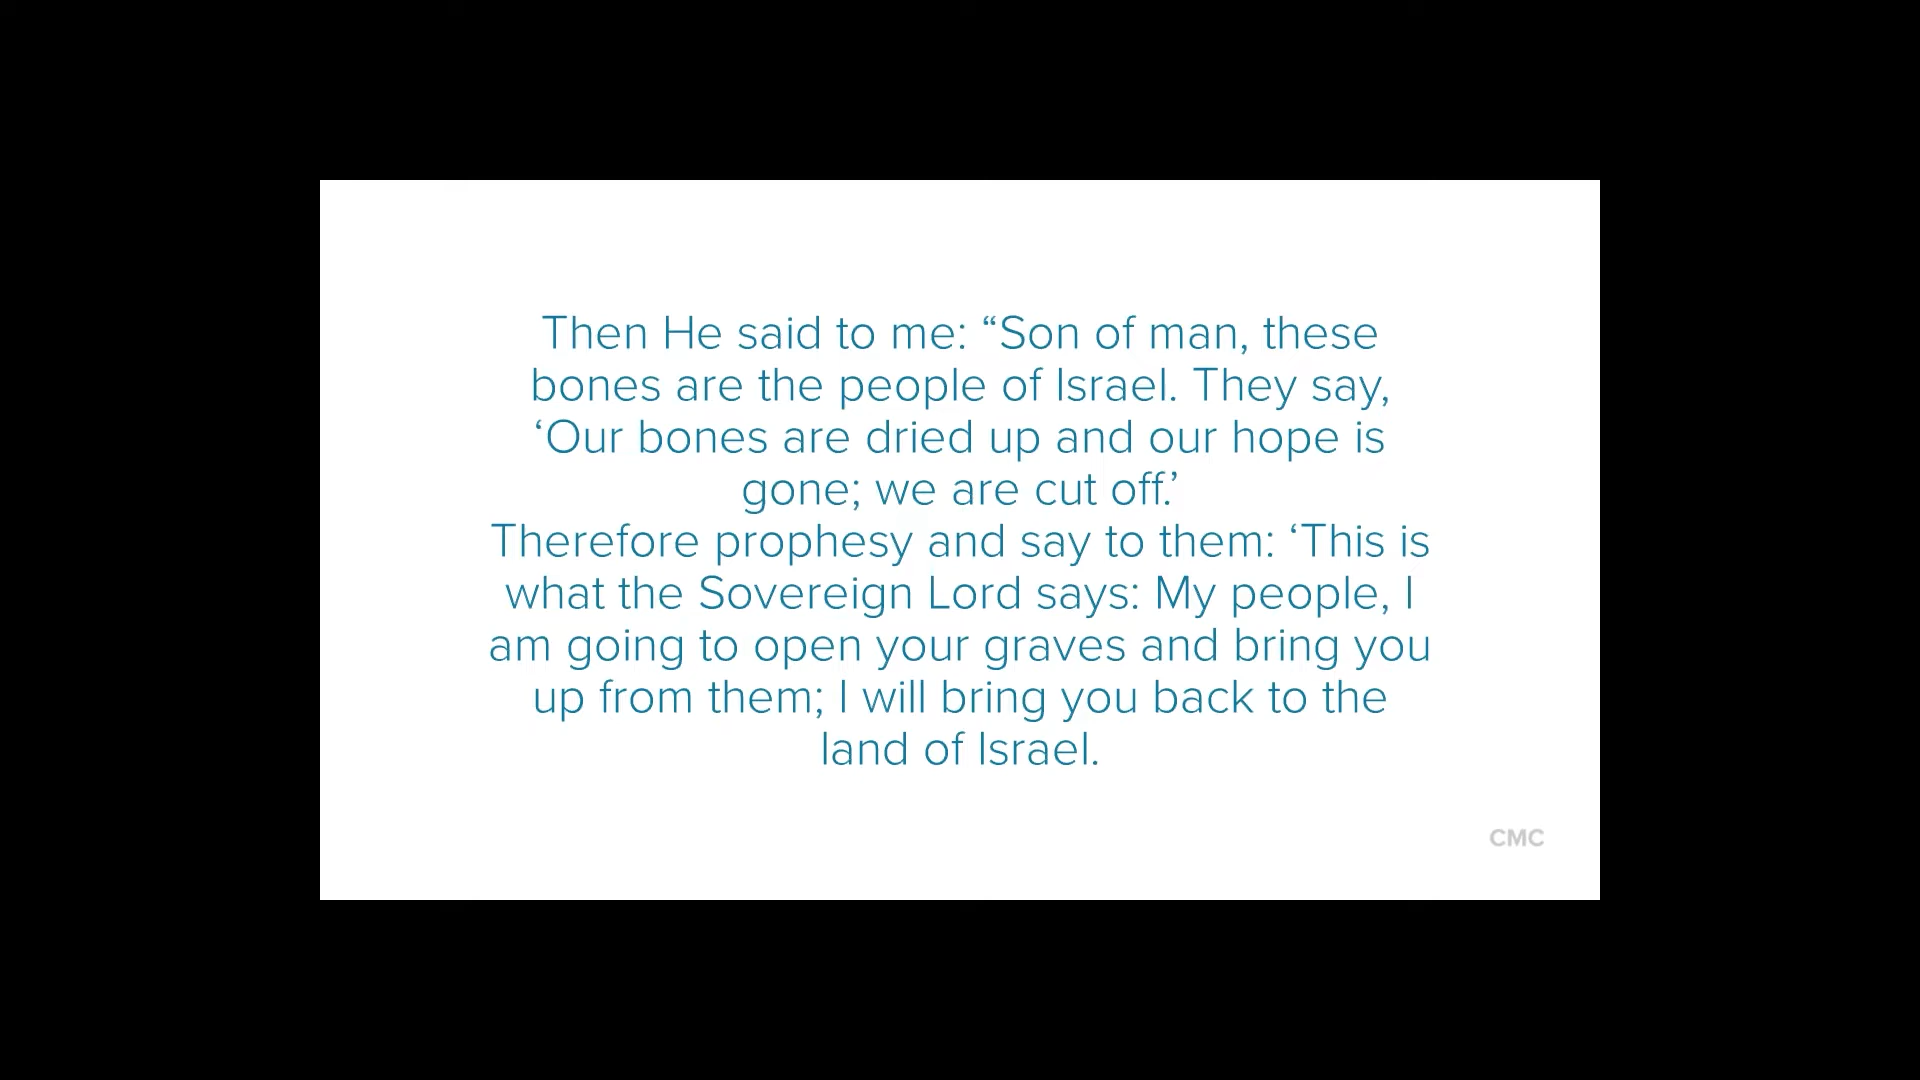 Then He said to me: “Son of man, these
bones are the people of Israel. They say,
‘Our bones are dried up and our hope is
gone; we are cut off.’
Therefore prophesy and say to them: ‘This is
what the Sovereign Lord says: My people, I
am going to open your graves and bring you
up from them; I will bring you back to the
land of Israel.
CMC